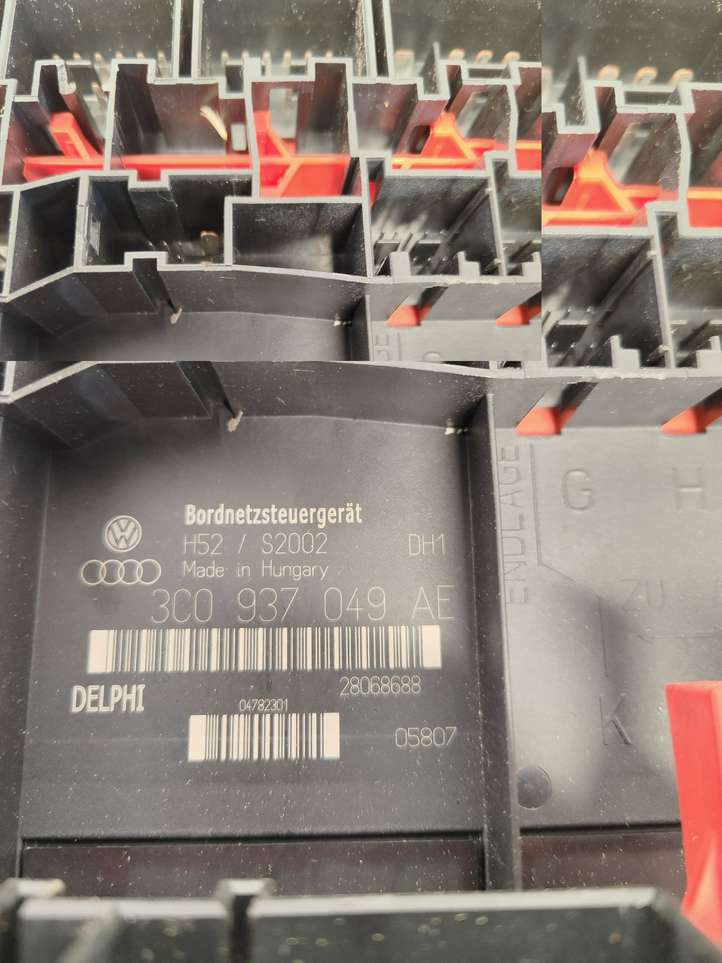 Bordnetzsteuergerät
H52 / S2002 DH1
Made in Hungary
3C0 937 049 AE
DELPHI
28068688
04782301
05807
ENDLAGE
G H
ZU
K